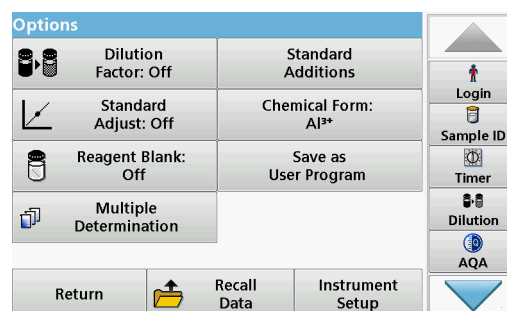 Options
Dilution
Factor: Off
Standard
Additions
Standard
Adjust: Off
Chemical Form:
Al³⁺
Reagent Blank:
Off
Save as
User Program
Multiple
Determination
Return
Recall
Data
Instrument
Setup
Login
Sample ID
Timer
Dilution
AQA